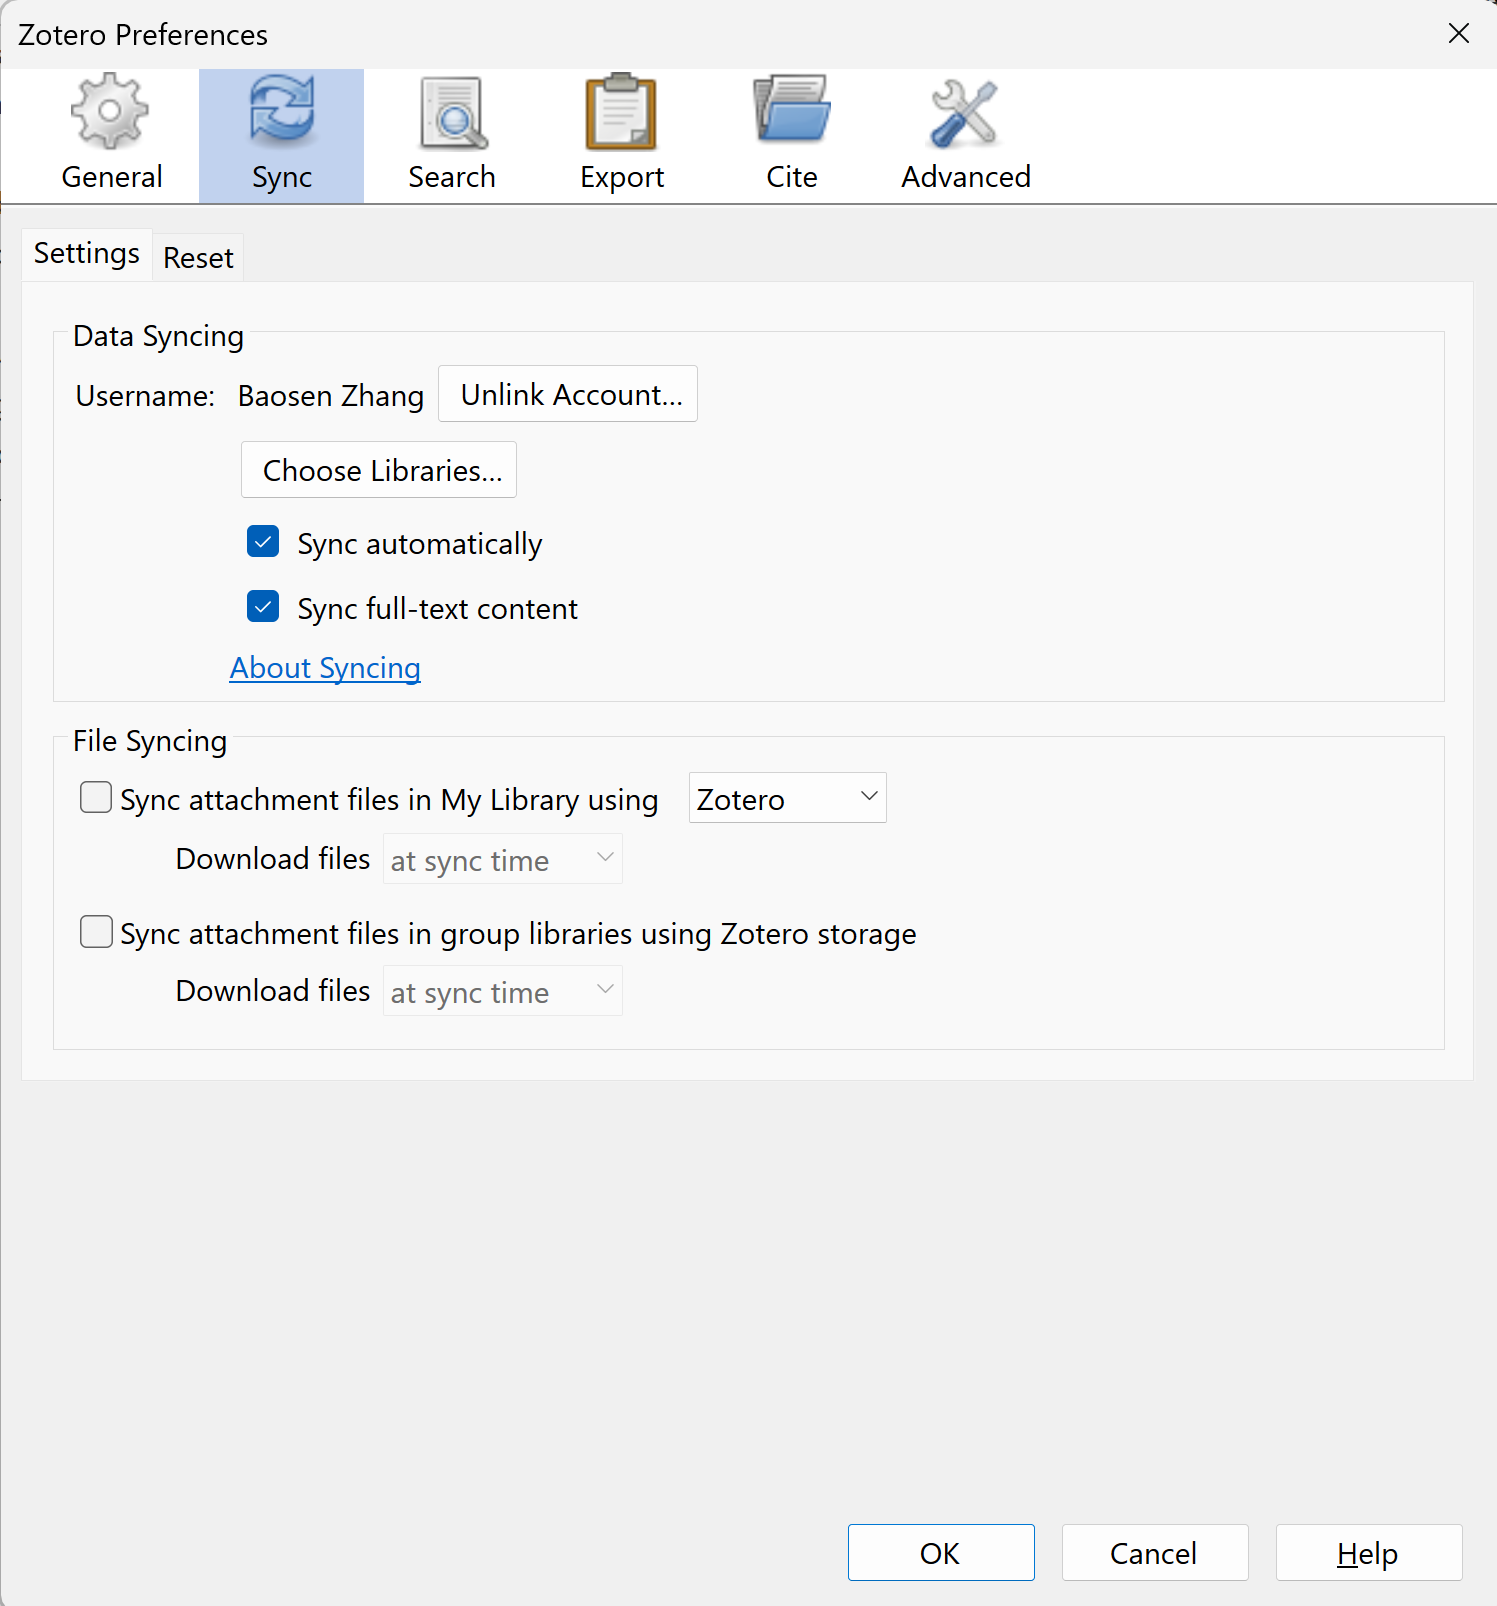 Zotero Preferences
General Sync Search Export Cite Advanced
Settings Reset
Data Syncing
Username: Baosen Zhang Unlink Account...
Choose Libraries...
Sync automatically
Sync full-text content
About Syncing
File Syncing
Sync attachment files in My Library using Zotero
Download files at sync time
Sync attachment files in group libraries using Zotero storage
Download files at sync time
OK Cancel Help